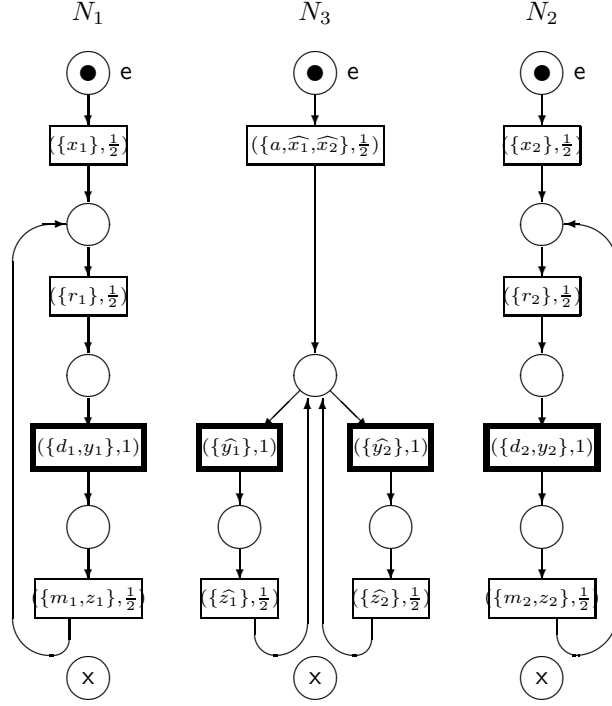 N₁ N₃ N₂
e e
({x₁},½) ({a,x̂₁,x̂₂},½) ({x₂},½)
({r₁},½) ({r₂},½)
({d₁,y₁},1) ({ŷ₁},1) ({ŷ₂},1) ({d₂,y₂},1)
({m₁,z₁},½) ({ẑ₁},½) ({ẑ₂},½) ({m₂,z₂},½)
x x